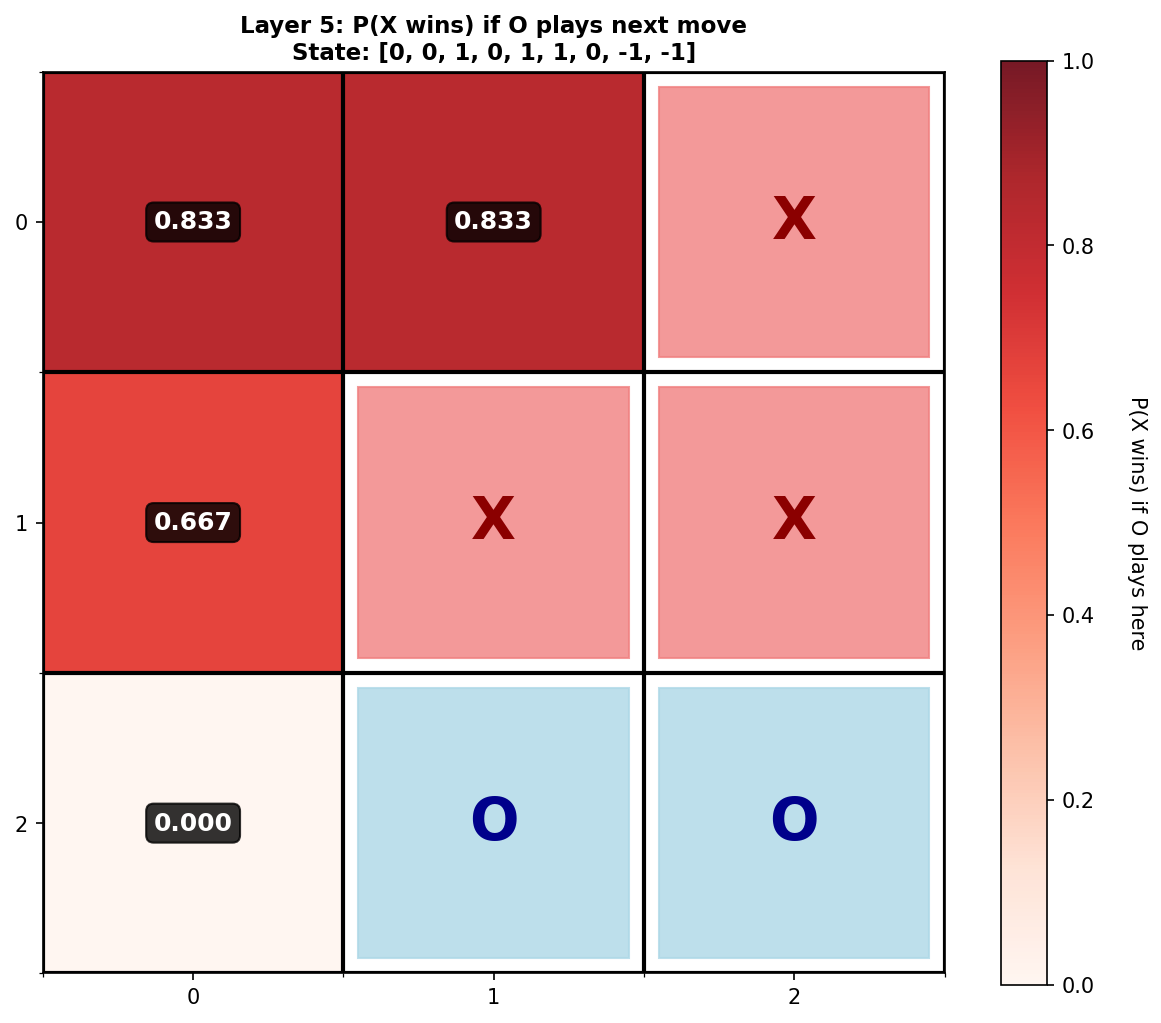 Layer 5: P(X wins) if O plays next move
State: [0, 0, 1, 0, 1, 1, 0, -1, -1]
0
0.833
0.833
X
1
0.667
X
X
2
0.000
O
O
0
1
2
1.0
0.8
0.6
0.4
0.2
0.0
P(X wins) if O plays here